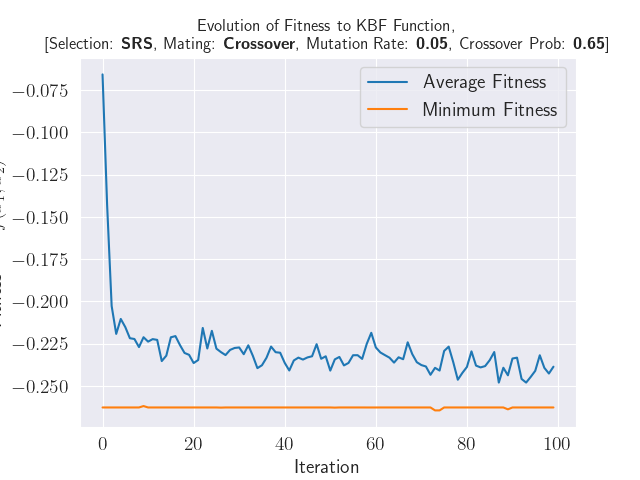 Evolution of Fitness to KBF Function,
[Selection: SRS, Mating: Crossover, Mutation Rate: 0.05, Crossover Prob: 0.65]
Average Fitness
Minimum Fitness
−0.075
−0.100
−0.125
−0.150
−0.175
−0.200
−0.225
−0.250
0
20
40
60
80
100
Iteration